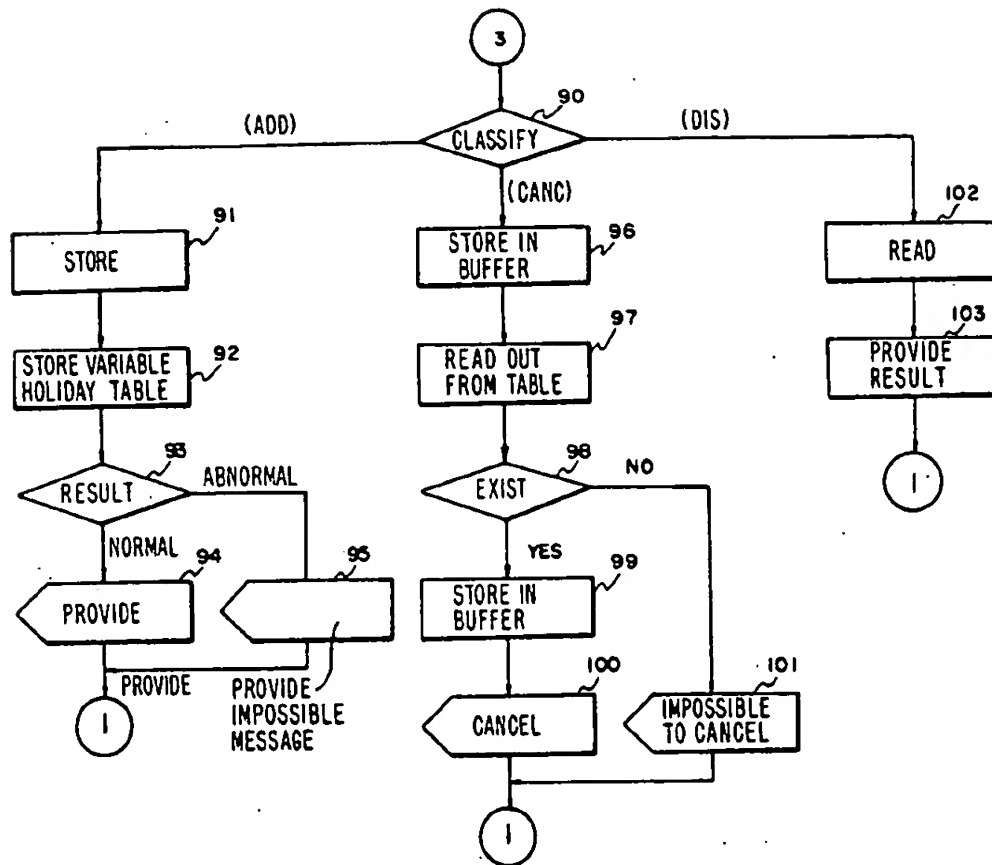 3
90
(ADD)
CLASSIFY
(DIS)
(CANC)
91
STORE
96
STORE IN
BUFFER
102
READ
92
STORE VARIABLE
HOLIDAY TABLE
97
READ OUT
FROM TABLE
103
PROVIDE
RESULT
93
RESULT
ABNORMAL
98
EXIST
NO
1
NORMAL
94
PROVIDE
95
YES
99
STORE IN
BUFFER
PROVIDE
PROVIDE
IMPOSSIBLE
MESSAGE
1
100
CANCEL
101
IMPOSSIBLE
TO CANCEL
1